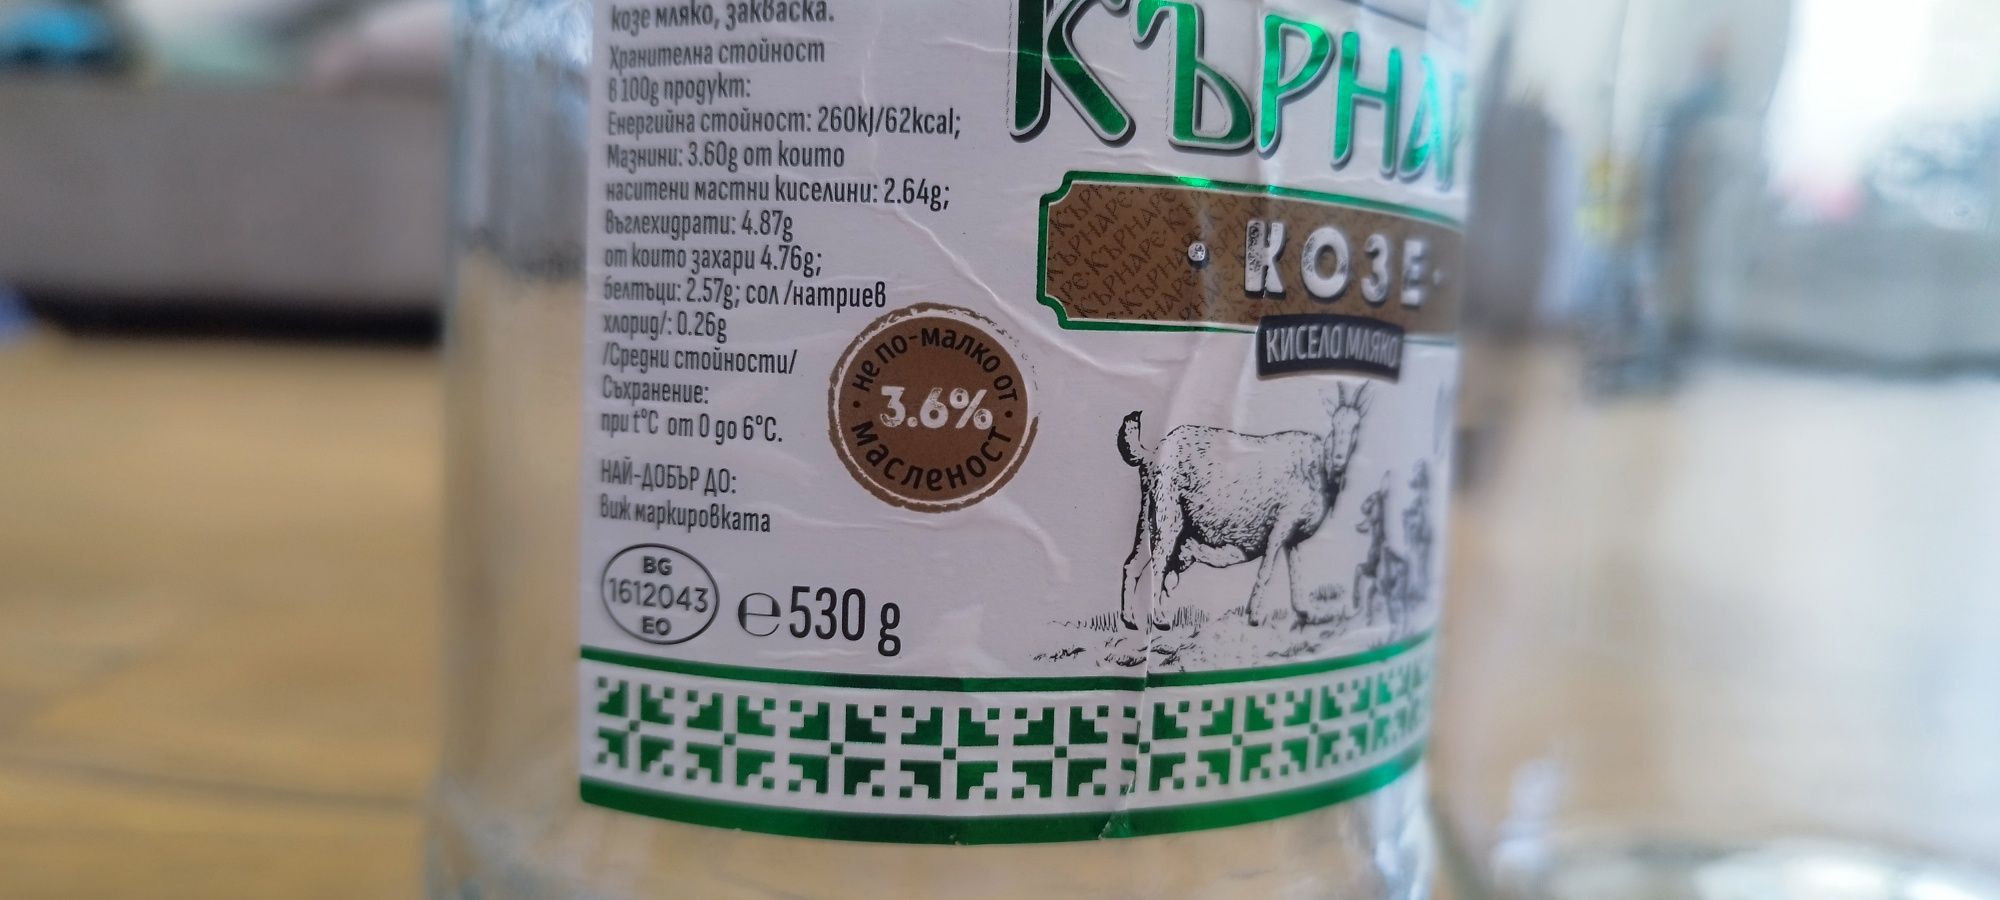 козе мляко, закваска.
Хранителна стойност
в 100g продукт:
Енергийна стойност: 260kJ/62kcal;
Мазнини: 3.60g от които
наситени мастни киселини: 2.64g;
въглехидрати: 4.87g
от които захари 4.76g;
белтъци: 2.57g; сол /натриев
хлорид/: 0.26g
/Средни стойности/
Съхранение:
при t°C от 0 до 6°C.
НАЙ-ДОБЪР ДО:
виж маркировката
BG
1612043
ЕО
℮ 530 g
не по-малко от
3.6%
масленост
КЪРНАР
· КОЗЕ ·
КИСЕЛО МЛЯКО